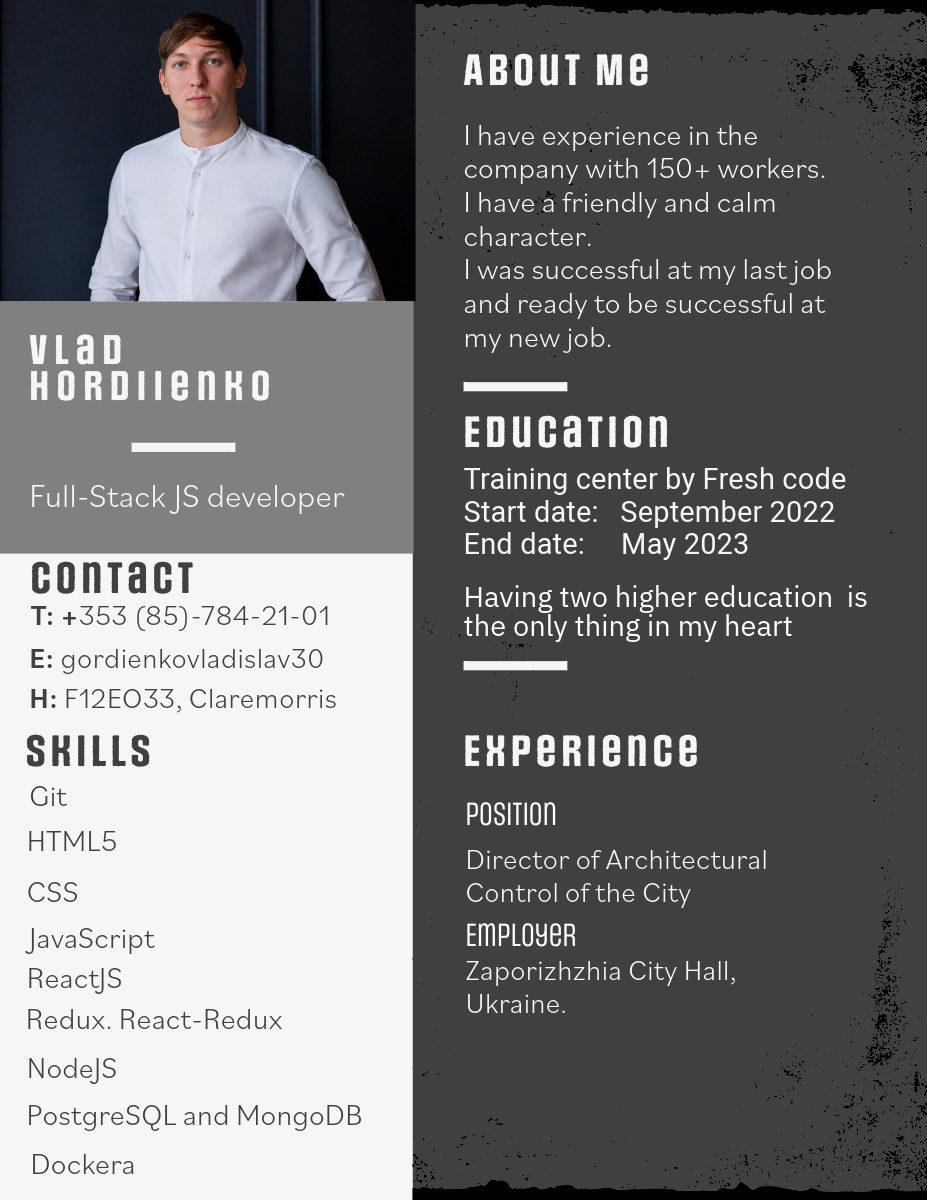 Vlad
Hordiienko
Full-Stack JS developer
Contact
T: +353 (85)-784-21-01
E: gordienkovladislav30
H: F12EO33, Claremorris
Skills
Git
HTML5
CSS
JavaScript
ReactJS
Redux. React-Redux
NodeJS
PostgreSQL and MongoDB
Dockera
About Me
I have experience in the
company with 150+ workers.
I have a friendly and calm
character.
I was successful at my last job
and ready to be successful at
my new job.
Education
Training center by Fresh code
Start date: September 2022
End date: May 2023
Having two higher education is
the only thing in my heart
Experience
Position
Director of Architectural
Control of the City
Employer
Zaporizhzhia City Hall,
Ukraine.